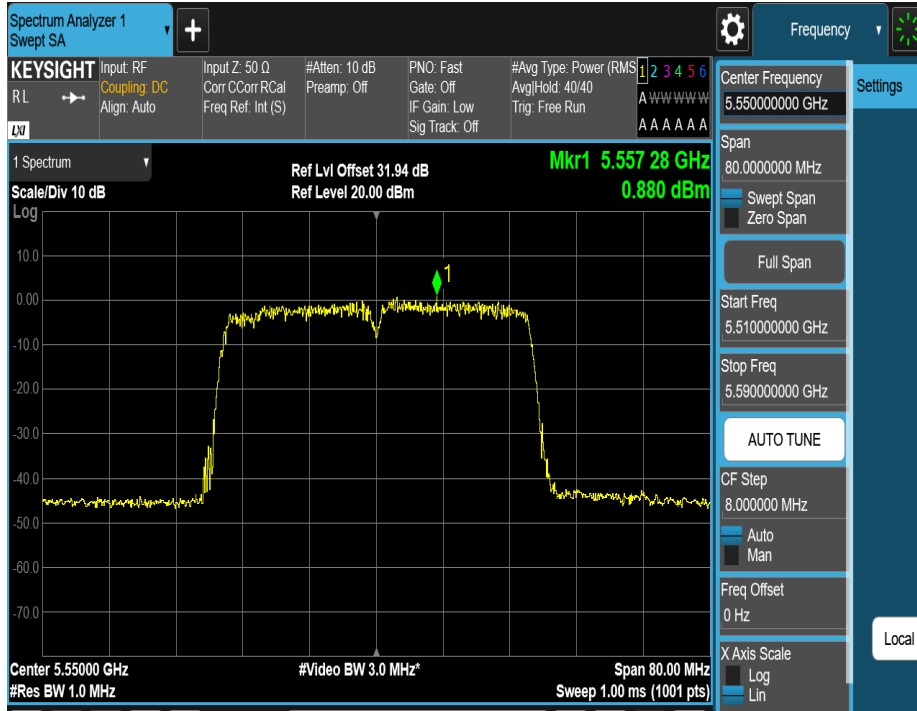 Spectrum Analyzer 1
Swept SA
+
Frequency
KEYSIGHT
R L
LXI
Input: RF
Coupling: DC
Align: Auto
Input Z: 50 Ω
Corr CCorr RCal
Freq Ref: Int (S)
#Atten: 10 dB
Preamp: Off
PNO: Fast
Gate: Off
IF Gain: Low
Sig Track: Off
#Avg Type: Power (RMS
Avg|Hold: 40/40
Trig: Free Run
1 2 3 4 5 6
A W W W W W
A A A A A A
1 Spectrum
Scale/Div 10 dB
Ref Lvl Offset 31.94 dB
Ref Level 20.00 dBm
Mkr1 5.557 28 GHz
0.880 dBm
Log
10.0
0.00
-10.0
-20.0
-30.0
-40.0
-50.0
-60.0
-70.0
1
Center 5.55000 GHz
#Res BW 1.0 MHz
#Video BW 3.0 MHz*
Span 80.00 MHz
Sweep 1.00 ms (1001 pts)
Center Frequency
5.550000000 GHz
Span
80.0000000 MHz
Swept Span
Zero Span
Full Span
Start Freq
5.510000000 GHz
Stop Freq
5.590000000 GHz
AUTO TUNE
CF Step
8.000000 MHz
Auto
Man
Freq Offset
0 Hz
X Axis Scale
Log
Lin
Settings
Local